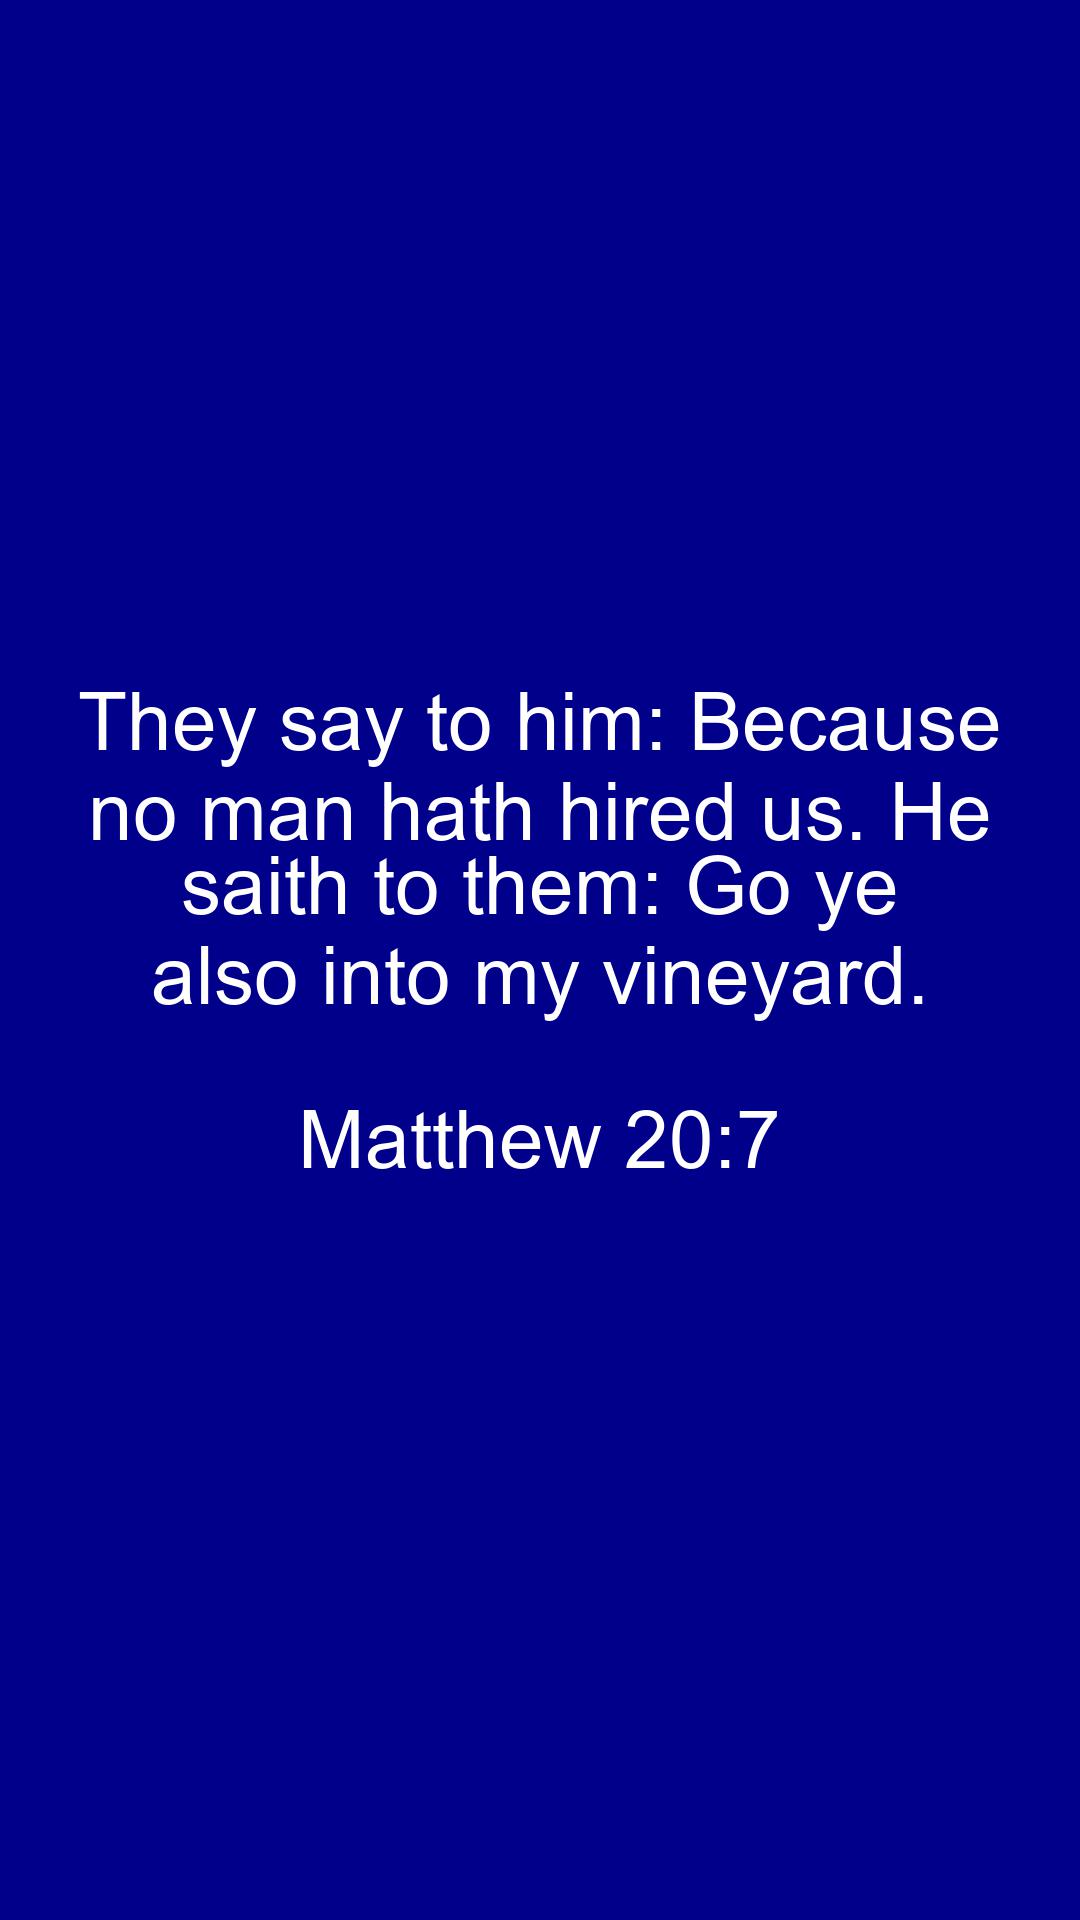 They say to him: Because
no man hath hired us. He
saith to them: Go ye
also into my vineyard.
Matthew 20:7